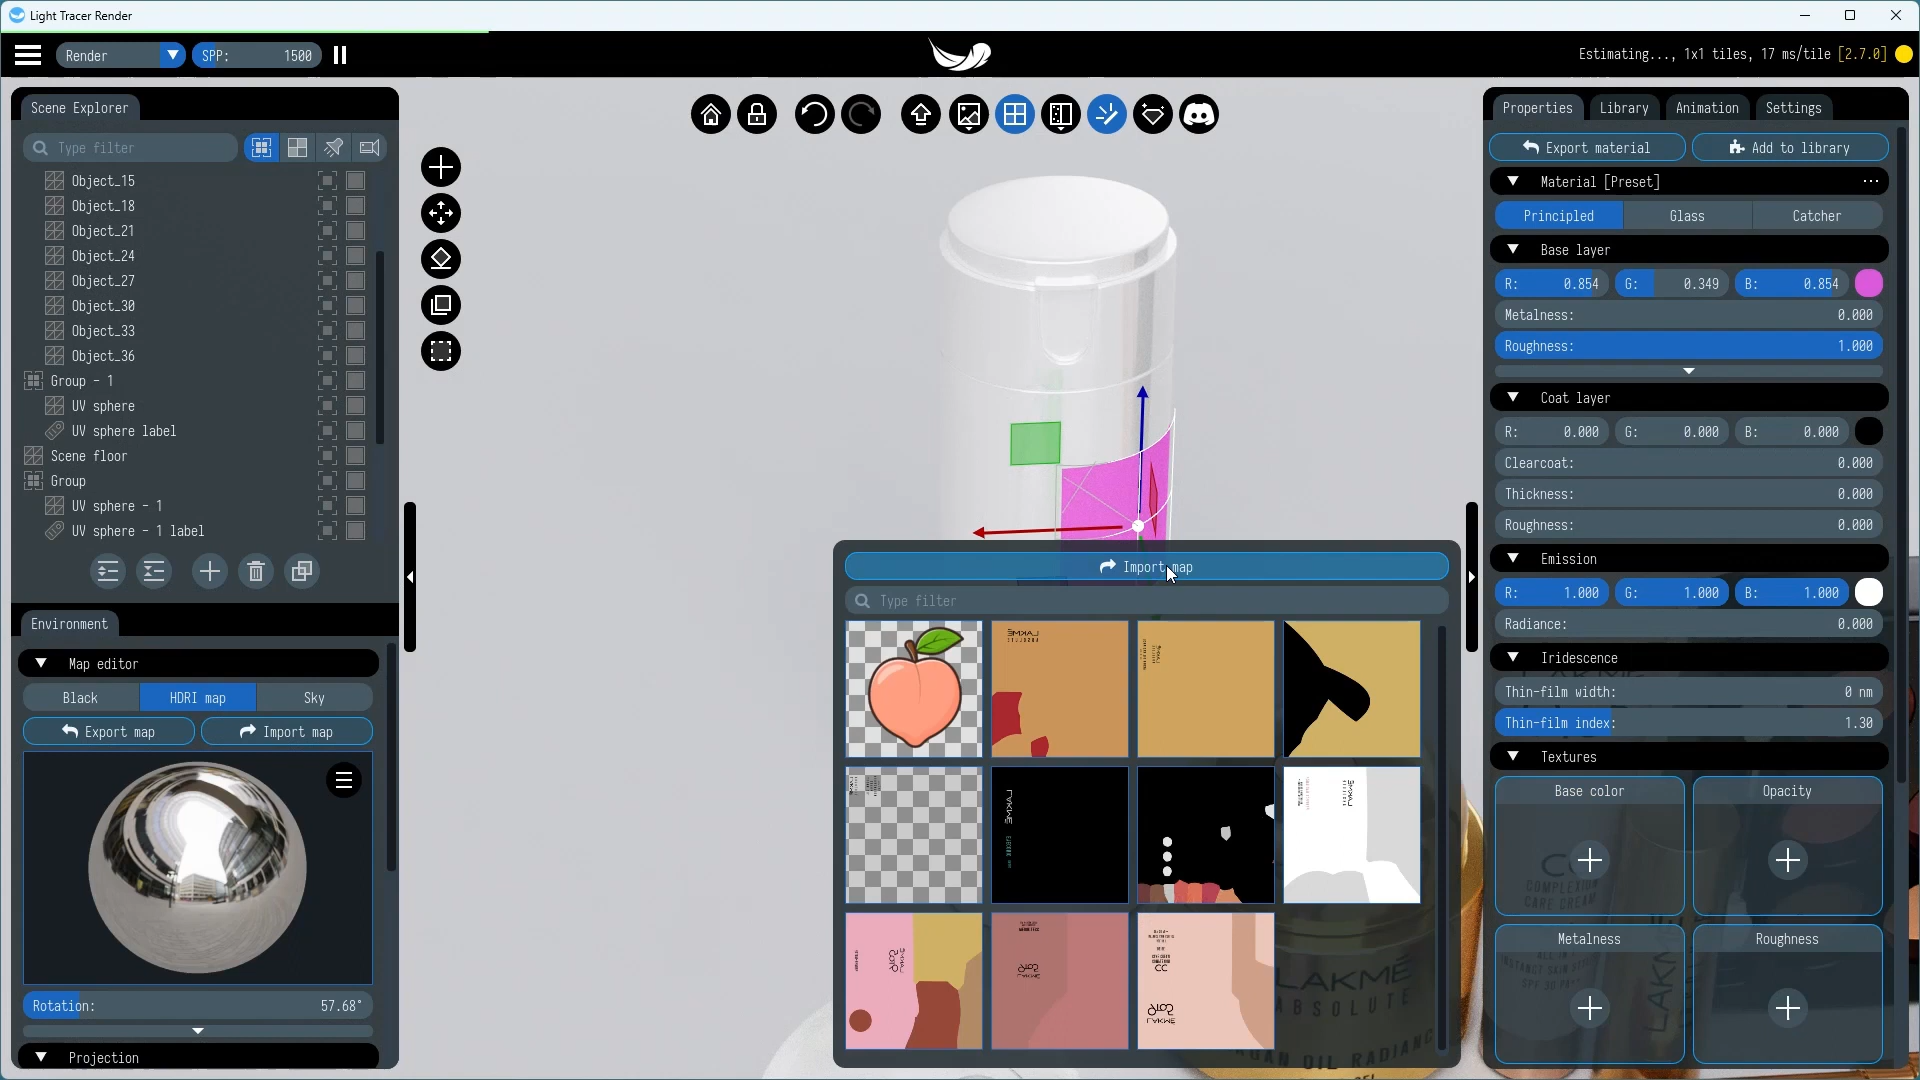 Light Tracer Render
Render
SPP: 1500
Estimating..., 1x1 tiles, 17 ms/tile [2.7.0]
Scene Explorer
Type filter
Object_15
Object_18
Object_21
Object_24
Object_27
Object_30
Object_33
Object_36
Group - 1
UV sphere
UV sphere label
Scene floor
Group
UV sphere - 1
UV sphere - 1 label
Environment
Map editor
Black
HDRI map
Sky
Export map
Import map
Rotation: 57.68°
Projection
Import map
Type filter
LAKMÉ
ABSOLUTE
ARGAN OIL RADIANCE
Properties
Library
Animation
Settings
Export material
Add to library
Material [Preset]
Principled
Glass
Catcher
Base layer
R: 0.854
G: 0.349
B: 0.854
Metalness: 0.000
Roughness: 1.000
Coat layer
R: 0.000
G: 0.000
B: 0.000
Clearcoat: 0.000
Thickness: 0.000
Roughness: 0.000
Emission
R: 1.000
G: 1.000
B: 1.000
Radiance: 0.000
Iridescence
Thin-film width: 0 nm
Thin-film index: 1.30
Textures
Base color
Opacity
COMPLEXION
CARE CREAM
Metalness
Roughness